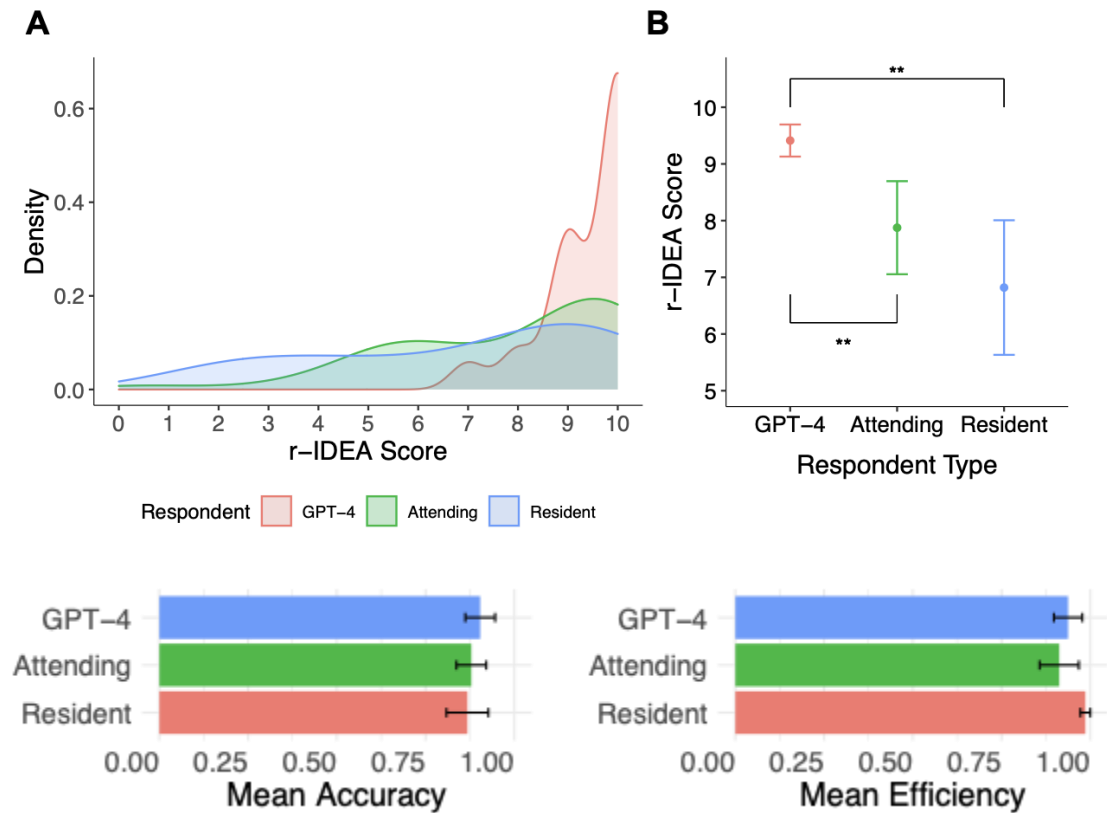 A
B
Density
0.6
0.4
0.2
0.0
0 1 2 3 4 5 6 7 8 9 10
r−IDEA Score
Respondent GPT−4 Attending Resident
r−IDEA Score
10
9
8
7
6
5
**
**
GPT−4 Attending Resident
Respondent Type
GPT−4
Attending
Resident
0.00 0.25 0.50 0.75 1.00
Mean Accuracy
GPT−4
Attending
Resident
0.00 0.25 0.50 0.75 1.00
Mean Efficiency